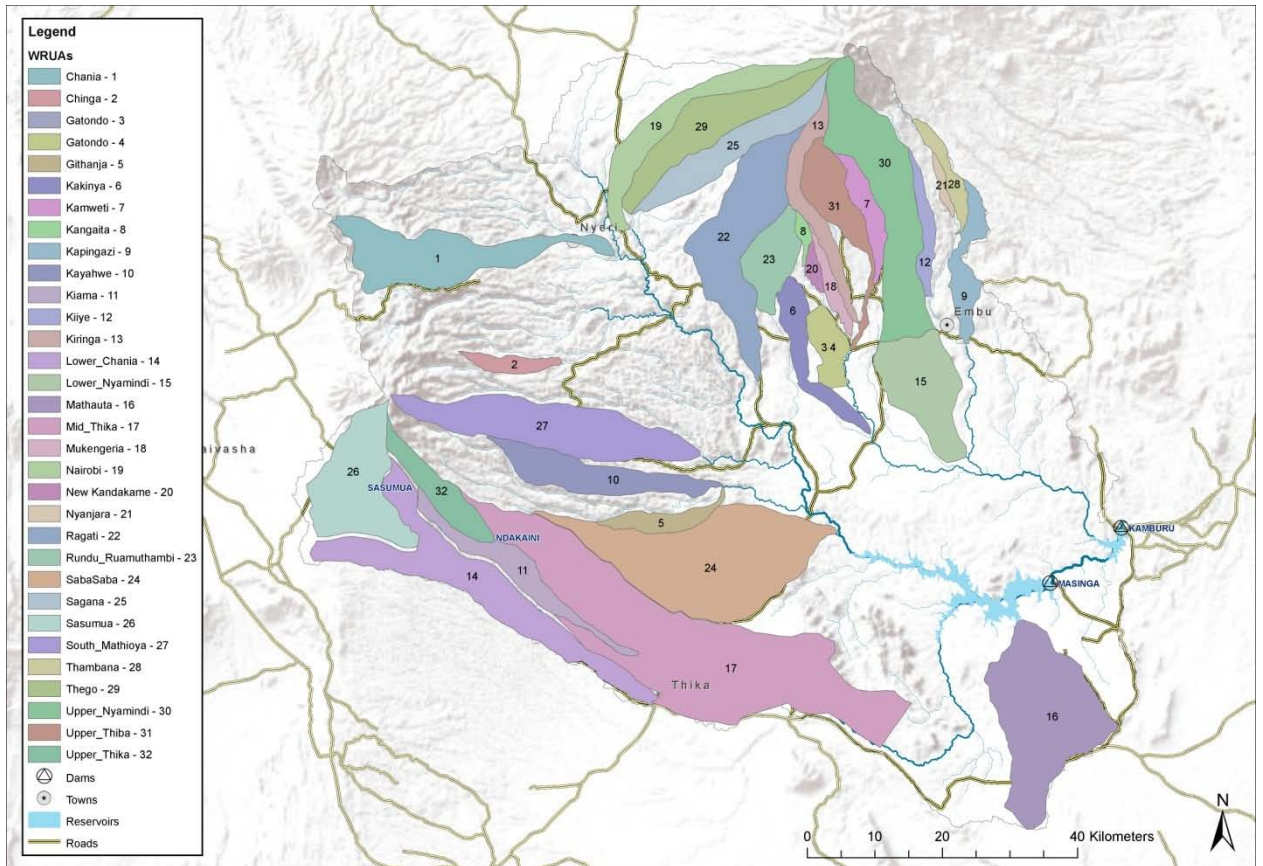 Legend
WRUAs
Chania - 1
Chinga - 2
Gatondo - 3
Gatondo - 4
Githanja - 5
Kakinya - 6
Kamweti - 7
Kangaita - 8
Kapingazi - 9
Kayahwe - 10
Kiama - 11
Kiiye - 12
Kiringa - 13
Lower_Chania - 14
Lower_Nyamindi - 15
Mathauta - 16
Mid_Thika - 17
Mukengeria - 18
Nairobi - 19
New Kandakame - 20
Nyanjara - 21
Ragati - 22
Rundu_Ruamuthambi - 23
SabaSaba - 24
Sagana - 25
Sasumua - 26
South_Mathioya - 27
Thambana - 28
Thego - 29
Upper_Nyamindi - 30
Upper_Thiba - 31
Upper_Thika - 32
Dams
Towns
Reservoirs
Roads
19
29
13
25
30
21
28
31
7
Nyeri
22
8
1
23
20
12
18
9
6
Embu
3 4
2
15
27
aivasha
26
10
SASUMUA
32
5
NDAKAINI
KAMBURU
24
11
14
MASINGA
17
Thika
16
N
0 10 20 40 Kilometers